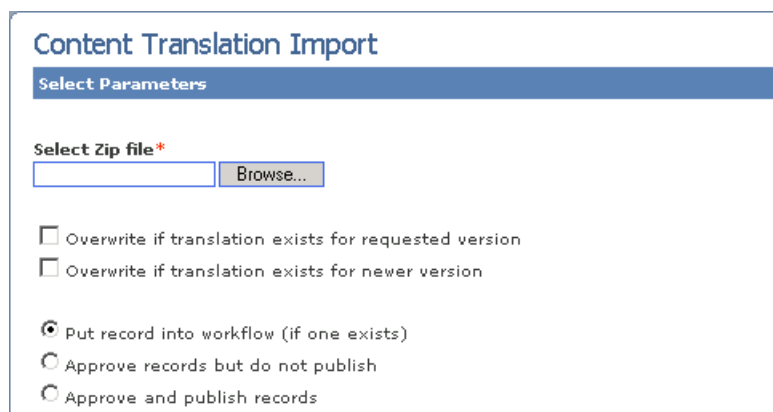 Content Translation Import
Select Parameters
Select Zip file*
Browse...
Overwrite if translation exists for requested version
Overwrite if translation exists for newer version
Put record into workflow (if one exists)
Approve records but do not publish
Approve and publish records